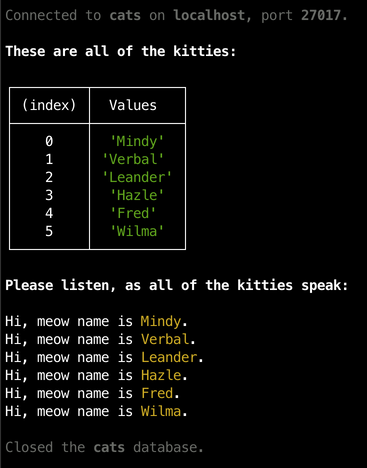 Connected to cats on localhost, port 27017.
These are all of the kitties:
(index) Values
0 'Mindy'
1 'Verbal'
2 'Leander'
3 'Hazle'
4 'Fred'
5 'Wilma'
Please listen, as all of the kitties speak:
Hi, meow name is Mindy.
Hi, meow name is Verbal.
Hi, meow name is Leander.
Hi, meow name is Hazle.
Hi, meow name is Fred.
Hi, meow name is Wilma.
Closed the cats database.